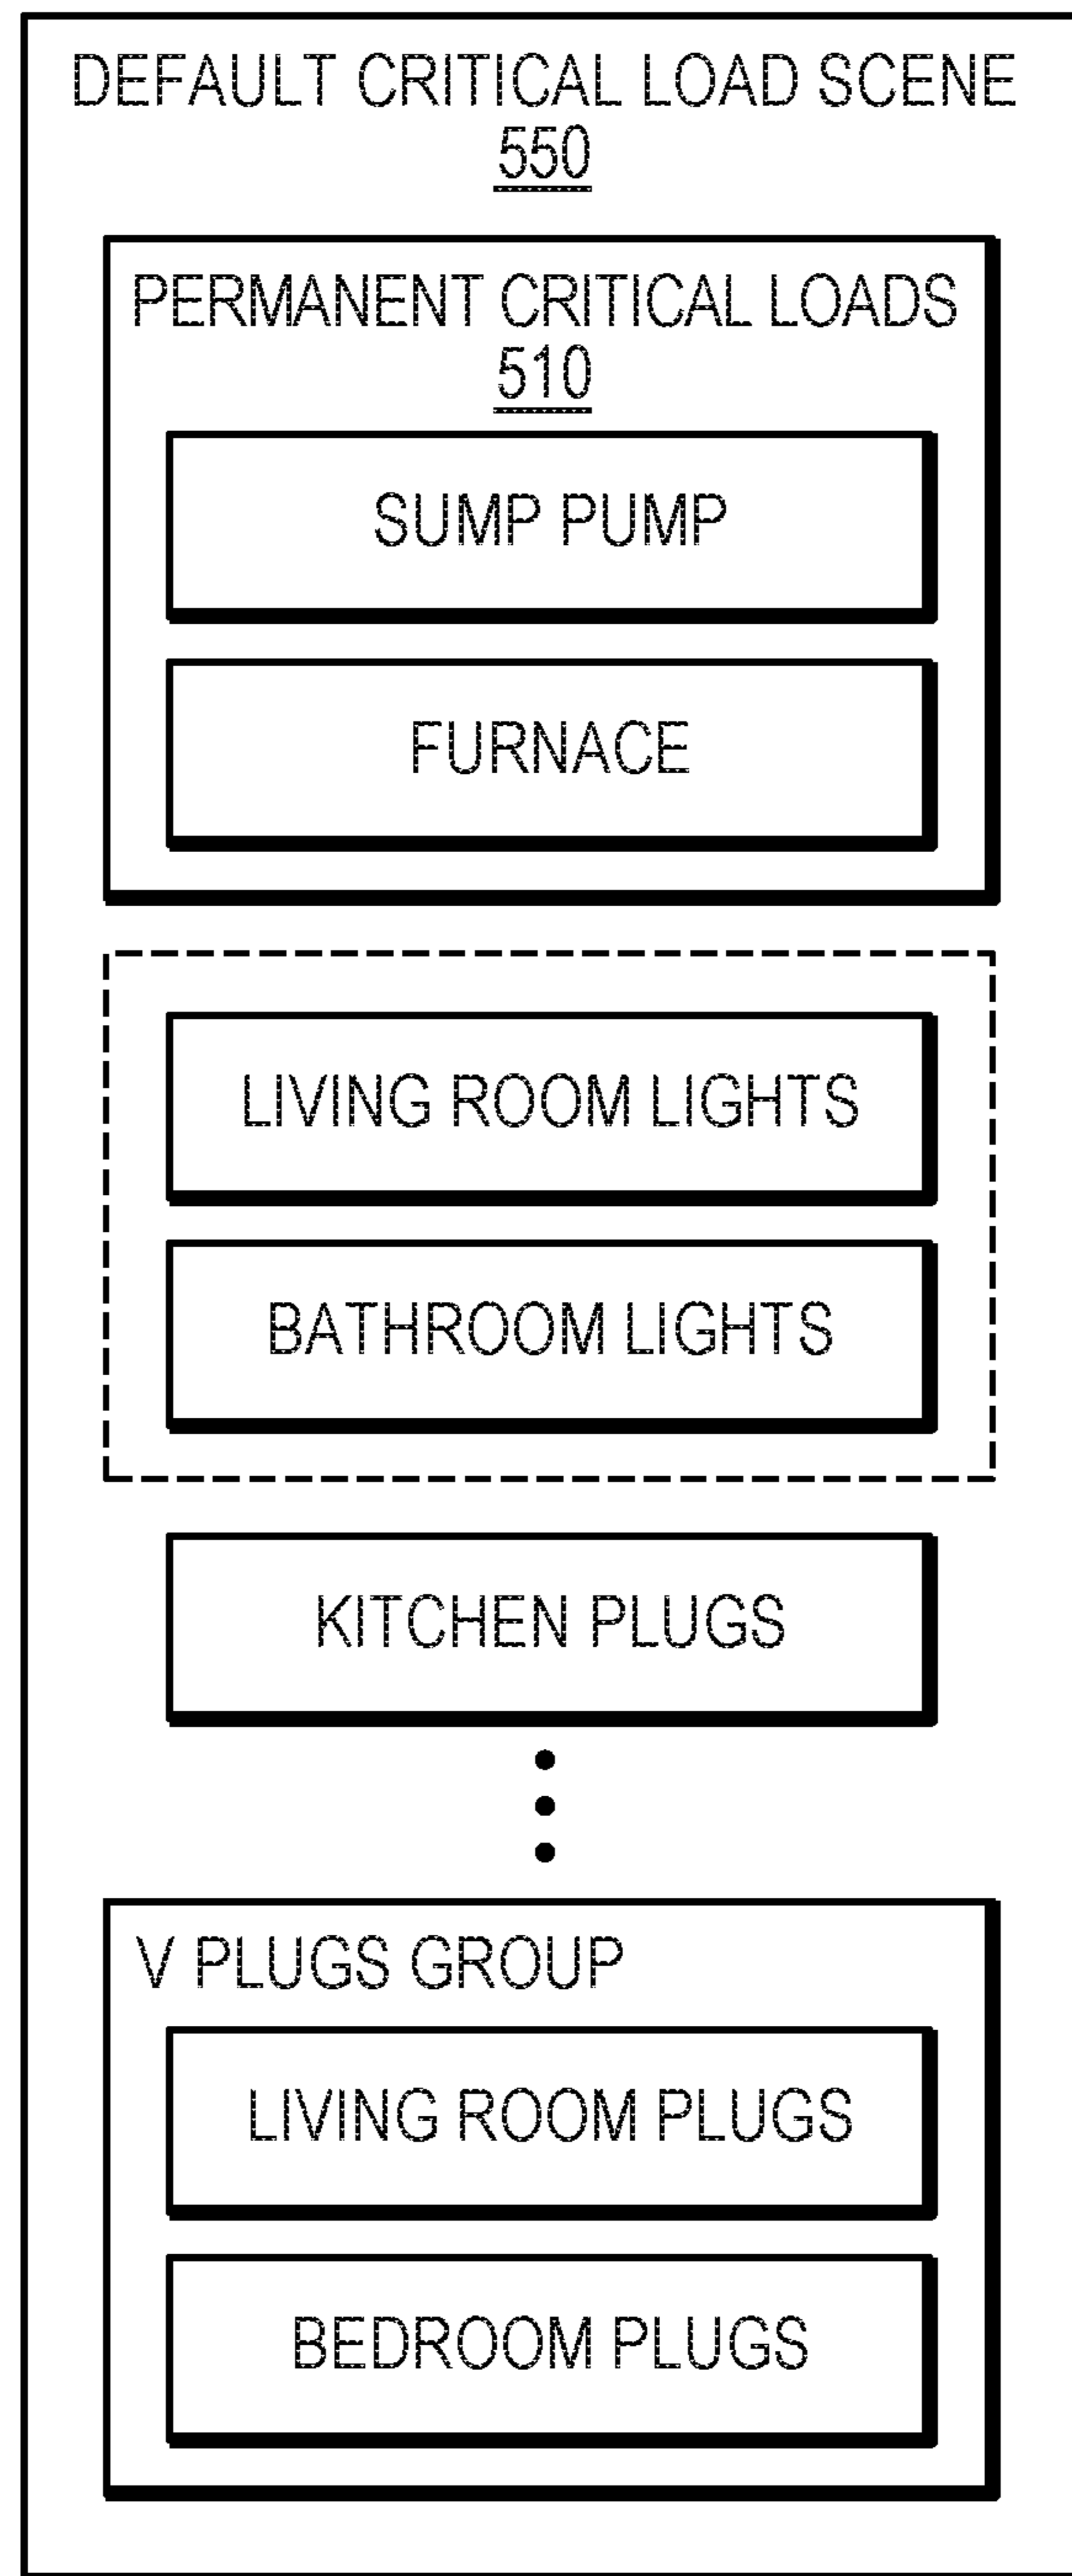 DEFAULT CRITICAL LOAD SCENE
550
PERMANENT CRITICAL LOADS
510
SUMP PUMP
FURNACE
LIVING ROOM LIGHTS
BATHROOM LIGHTS
KITCHEN PLUGS
V PLUGS GROUP
LIVING ROOM PLUGS
BEDROOM PLUGS